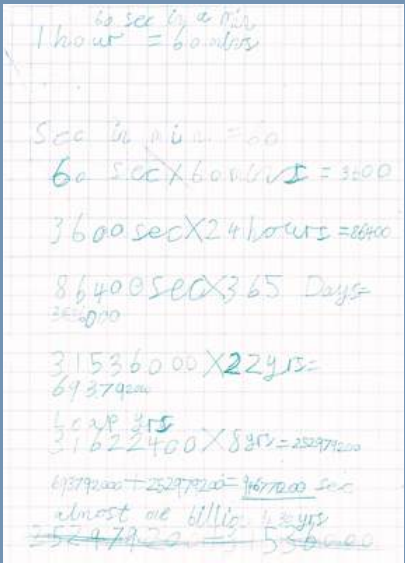 60 sec in a min
1 hour = 60 mins
Sec in min = 60
60 sec X 60 mins = 3600
3600 sec X 24 hours = 86400
86400 sec X 365 Days =
31536000 X 22 yrs =
693792000
Leap yrs
31622400 X 8 yrs = 252979200
693792000 + 252979200 = 946771200 sec
almost one billion 30 yrs